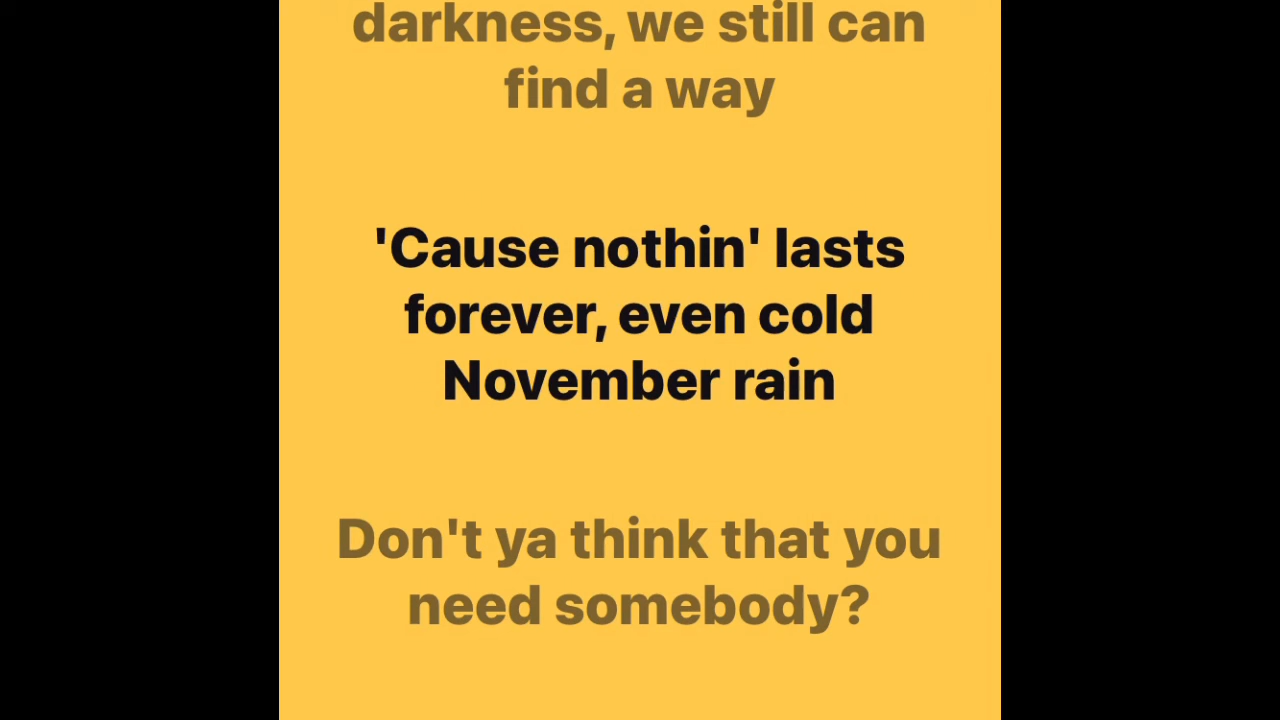 darkness, we still can
find a way
'Cause nothin' lasts
forever, even cold
November rain
Don't ya think that you
need somebody?